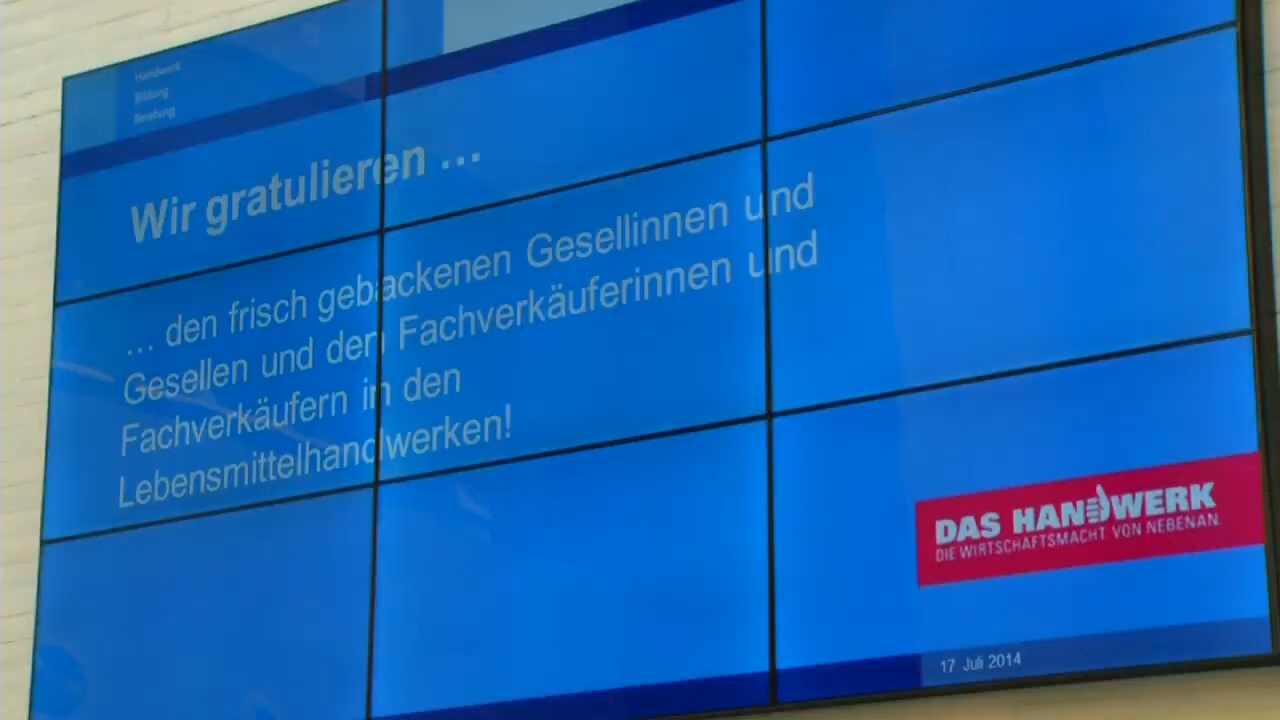 Handwerk
Bildung
Beratung
Wir gratulieren ...
... den frisch gebackenen Gesellinnen und
Gesellen und den Fachverkäuferinnen und
Fachverkäufern in den
Lebensmittelhandwerken!
DAS HANDWERK
DIE WIRTSCHAFTSMACHT. VON NEBENAN.
17 Juli 2014